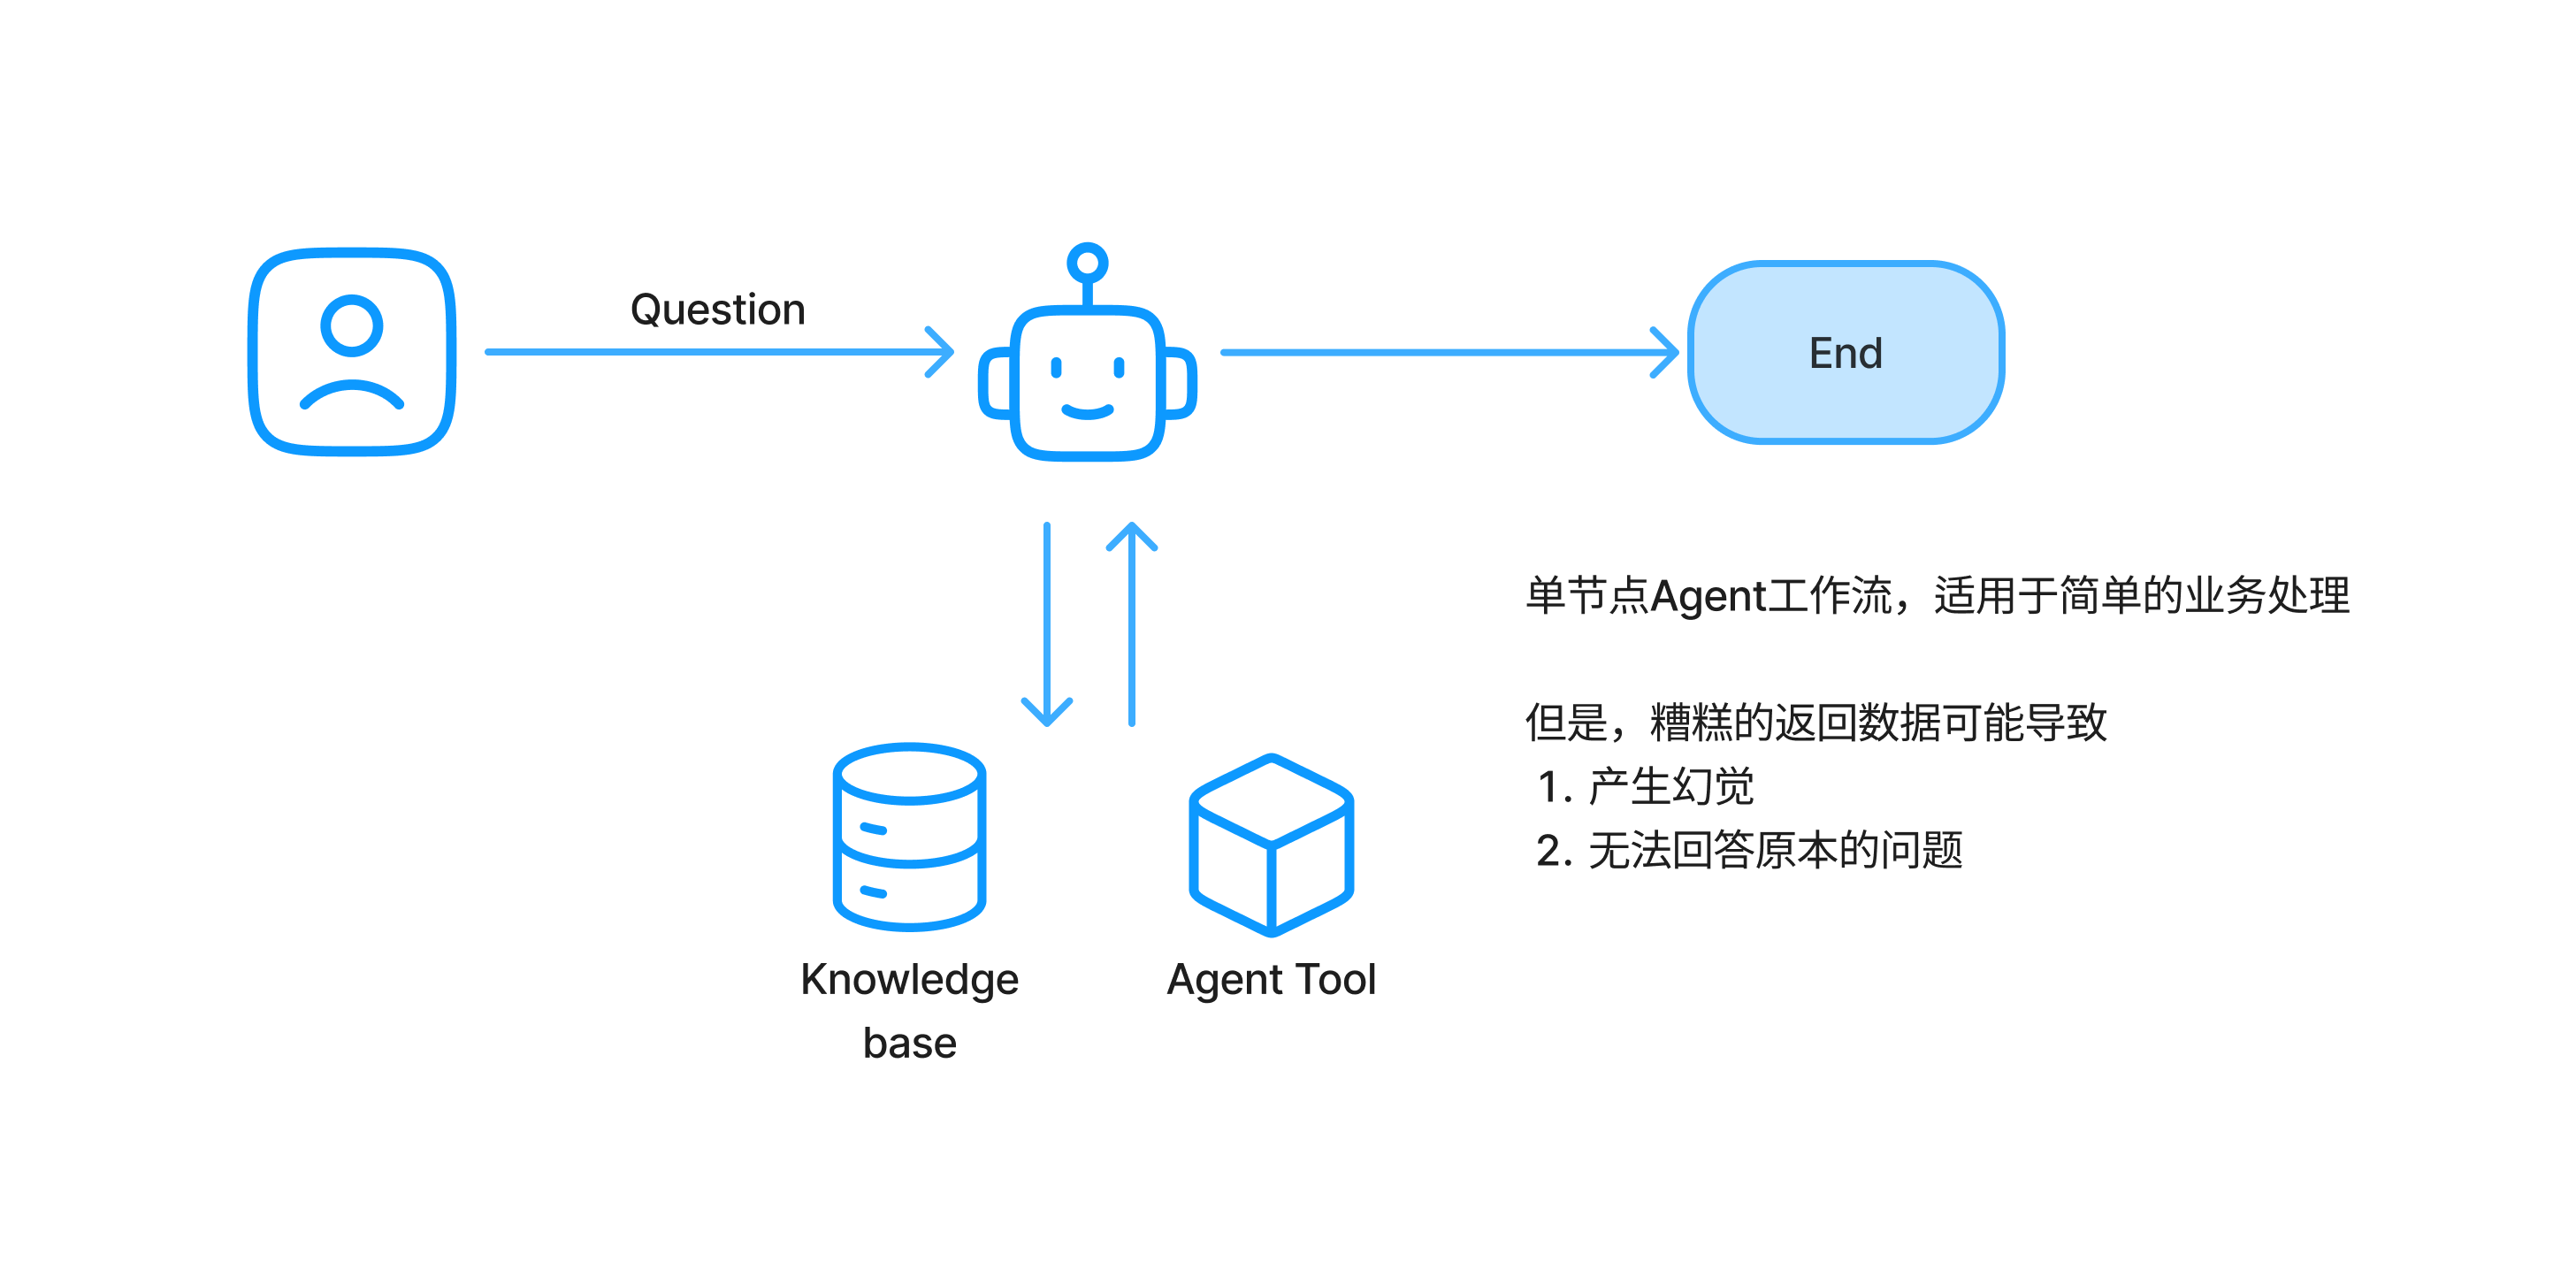 Question
End
单节点Agent工作流，适用于简单的业务处理
但是，糟糕的返回数据可能导致
1. 产生幻觉
2. 无法回答原本的问题
Knowledge
base
Agent Tool